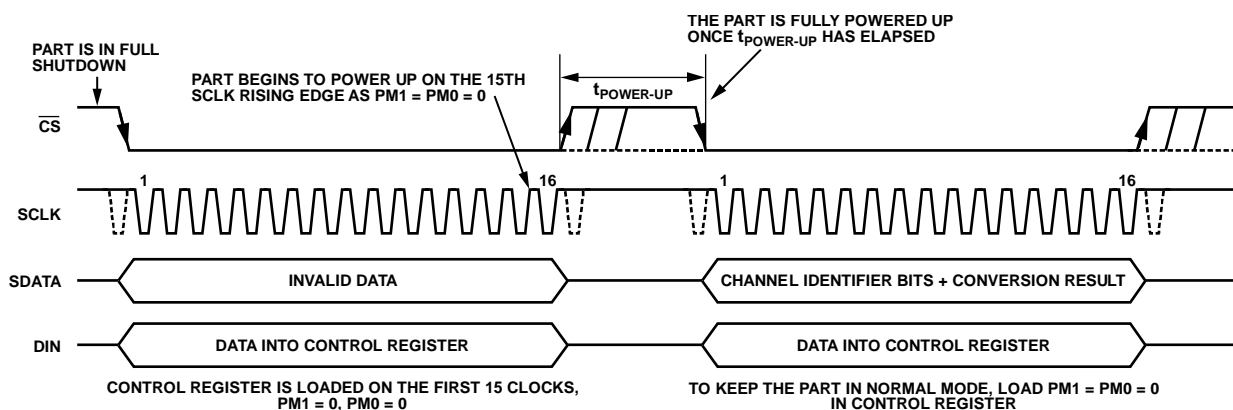 THE PART IS FULLY POWERED UP
ONCE tPOWER-UP HAS ELAPSED
PART IS IN FULL
SHUTDOWN
PART BEGINS TO POWER UP ON THE 15TH
SCLK RISING EDGE AS PM1 = PM0 = 0
tPOWER-UP
CS
1
16
1
16
SCLK
SDATA
INVALID DATA
CHANNEL IDENTIFIER BITS + CONVERSION RESULT
DIN
DATA INTO CONTROL REGISTER
DATA INTO CONTROL REGISTER
CONTROL REGISTER IS LOADED ON THE FIRST 15 CLOCKS,
PM1 = 0, PM0 = 0
TO KEEP THE PART IN NORMAL MODE, LOAD PM1 = PM0 = 0
IN CONTROL REGISTER